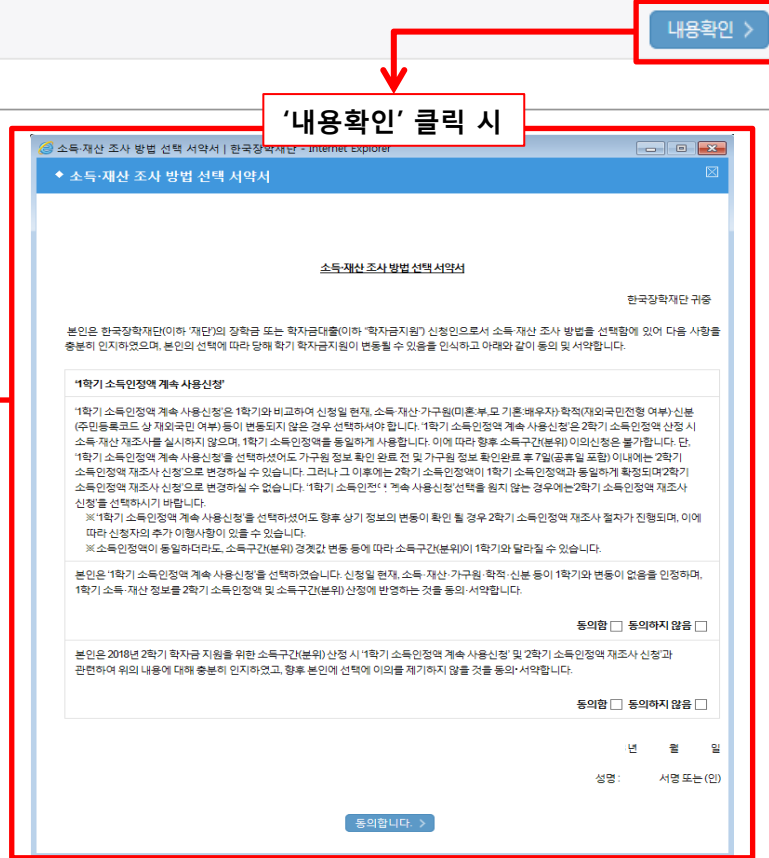 내용확인 >
‘내용확인’ 클릭 시
소득·재산 조사 방법 선택 서약서 | 한국장학재단 - Internet Explorer
소득·재산 조사 방법 선택 서약서
소득·재산 조사 방법 선택 서약서
한국장학재단 귀중
본인은 한국장학재단(이하 '재단')의 장학금 또는 학자금대출(이하 "학자금지원") 신청인으로서 소득·재산 조사 방법을 선택함에 있어 다음 사항을
충분히 인지하였으며, 본인의 선택에 따라 당해 학기 학자금지원이 변동될 수 있음을 인식하고 아래와 같이 동의 및 서약합니다.
'1학기 소득인정액 계속 사용신청'
'1학기 소득인정액 계속 사용신청'은 1학기와 비교하여 신청일 현재, 소득·재산·가구원(미혼:부,모 기혼:배우자)·학적(재외국민전형 여부)·신분
(주민등록코드 상 재외국민 여부) 등이 변동되지 않은 경우 선택하셔야 합니다. '1학기 소득인정액 계속 사용신청'은 2학기 소득인정액 산정 시
소득·재산 재조사를 실시하지 않으며, 1학기 소득인정액을 동일하게 사용합니다. 이에 따라 향후 소득구간(분위) 이의신청은 불가합니다. 단,
'1학기 소득인정액 계속 사용신청'을 선택하셨어도 가구원 정보 확인 완료 전 및 가구원 정보 확인완료 후 7일(공휴일 포함) 이내에는 '2학기
소득인정액 재조사 신청'으로 변경하실 수 있습니다. 그러나 그 이후에는 2학기 소득인정액이 1학기 소득인정액과 동일하게 확정되며'2학기
소득인정액 재조사 신청'으로 변경하실 수 없습니다. '1학기 소득인정액 계속 사용신청'선택을 원지 않는 경우에는'2학기 소득인정액 재조사
신청'을 선택하시기 바랍니다.
※ '1학기 소득인정액 계속 사용신청'을 선택하셨어도 향후 상기 정보의 변동이 확인 될 경우 2학기 소득인정액 재조사 절차가 진행되며, 이에
따라 신청자의 추가 이행사항이 있을 수 있습니다.
※ 소득인정액이 동일하더라도, 소득구간(분위) 경곗값 변동 등에 따라 소득구간(분위)이 1학기와 달라질 수 있습니다.
본인은 '1학기 소득인정액 계속 사용신청'을 선택하였습니다. 신청일 현재, 소득·재산·가구원·학적·신분 등이 1학기와 변동이 없음을 인정하며,
1학기 소득·재산 정보를 2학기 소득인정액 및 소득구간(분위) 산정에 반영하는 것을 동의·서약합니다.
동의함 □ 동의하지 않음 □
본인은 2018년 2학기 학자금 지원을 위한 소득구간(분위) 산정 시 '1학기 소득인정액 계속 사용신청' 및 '2학기 소득인정액 재조사 신청'과
관련하여 위의 내용에 대해 충분히 인지하였고, 향후 본인에 선택에 이의를 제기하지 않을 것을 동의·서약합니다.
동의함 □ 동의하지 않음 □
년 월 일
성명 : 서명 또는 (인)
동의합니다. >